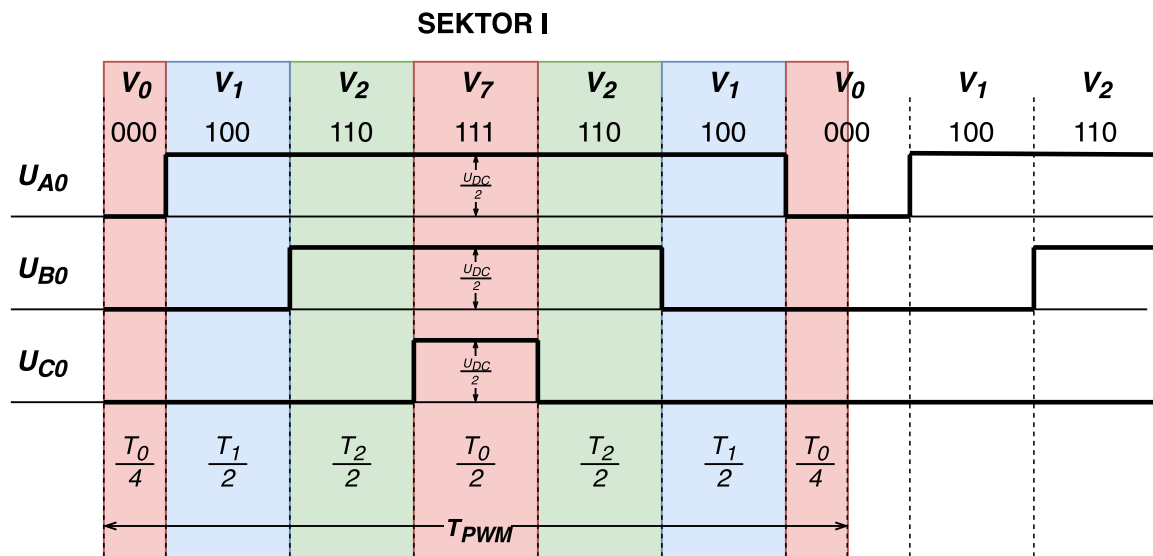 SEKTOR I
V0 V1 V2 V7 V2 V1 V0 V1 V2
000 100 110 111 110 100 000 100 110
UA0 UDC/2
UB0 UDC/2
UC0 UDC/2
T0/4 T1/2 T2/2 T0/2 T2/2 T1/2 T0/4
TPWM